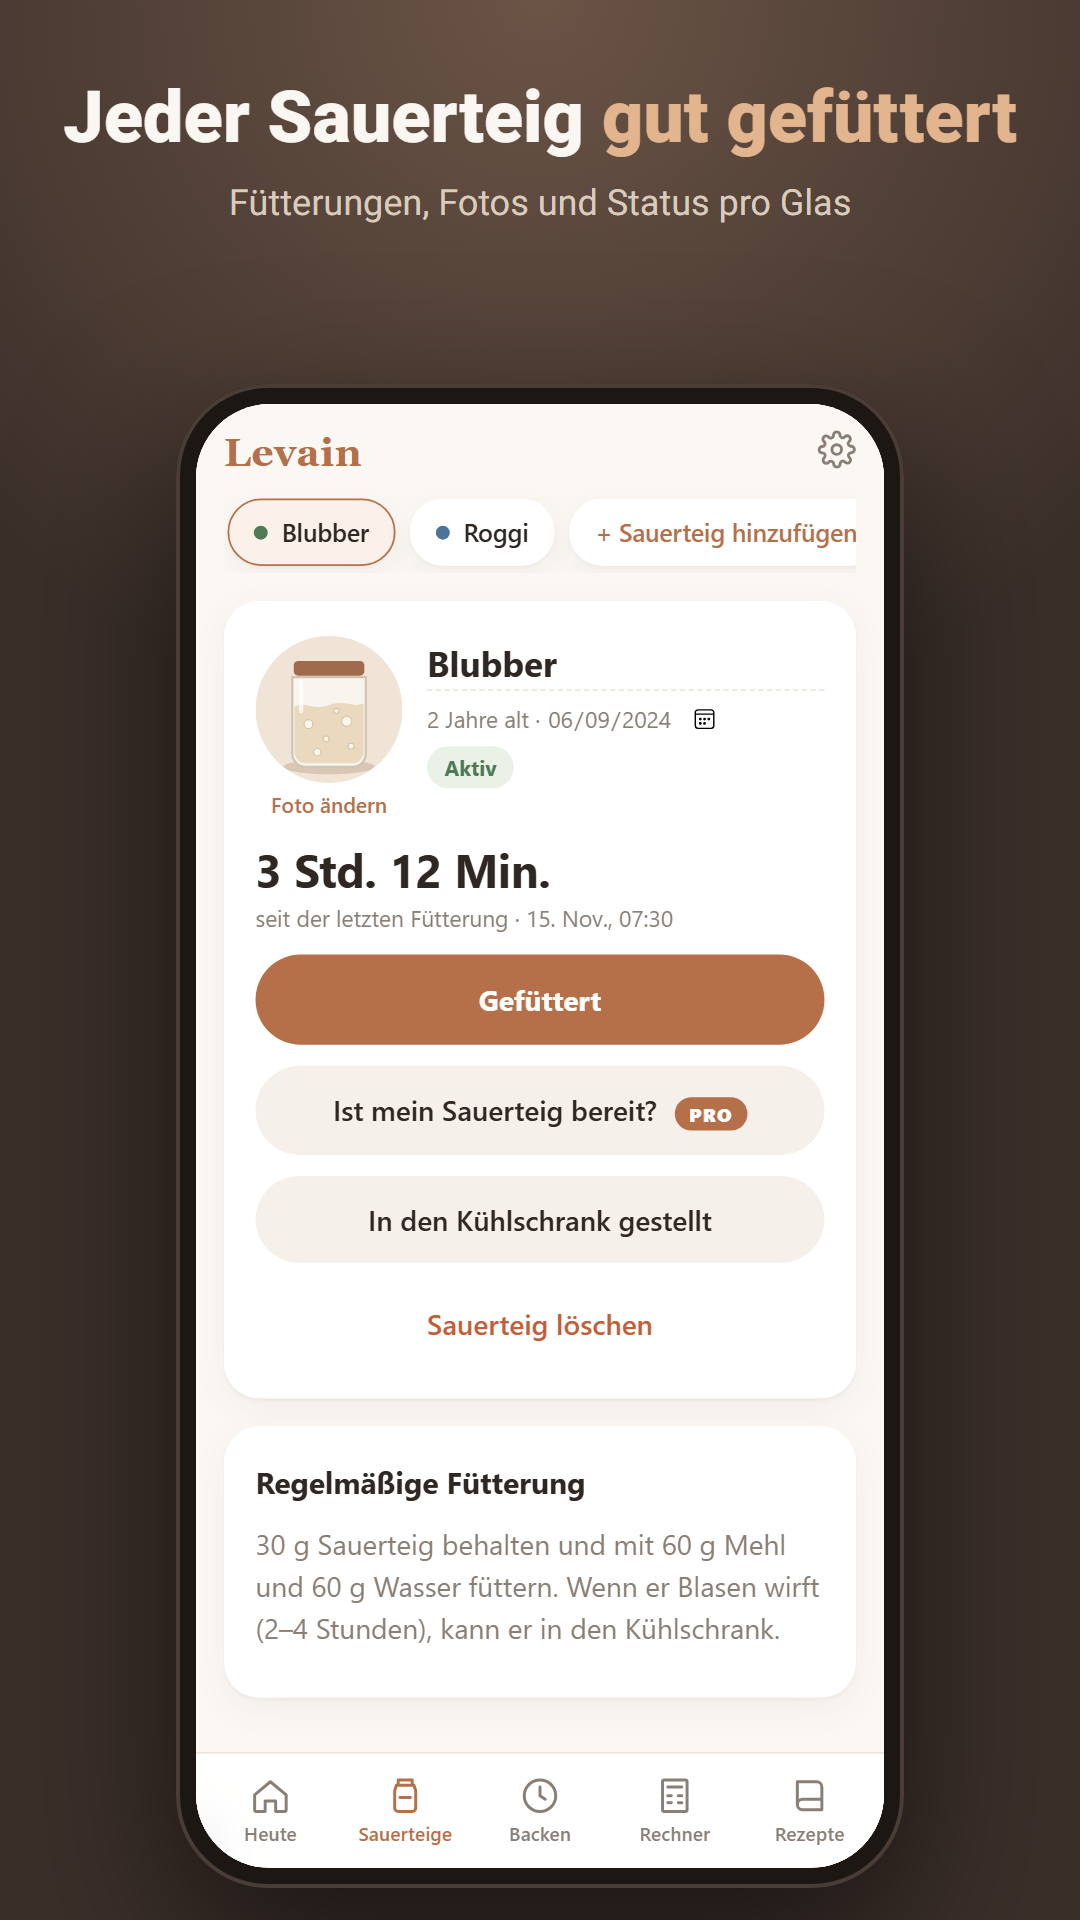 Jeder Sauerteig gut gefüttert
Fütterungen, Fotos und Status pro Glas
Levain
Blubber
Roggi
+ Sauerteig hinzufügen
Blubber
2 Jahre alt · 06/09/2024
Aktiv
Foto ändern
3 Std. 12 Min.
seit der letzten Fütterung · 15. Nov., 07:30
Gefüttert
Ist mein Sauerteig bereit? PRO
In den Kühlschrank gestellt
Sauerteig löschen
Regelmäßige Fütterung
30 g Sauerteig behalten und mit 60 g Mehl
und 60 g Wasser füttern. Wenn er Blasen wirft
(2–4 Stunden), kann er in den Kühlschrank.
Heute
Sauerteige
Backen
Rechner
Rezepte